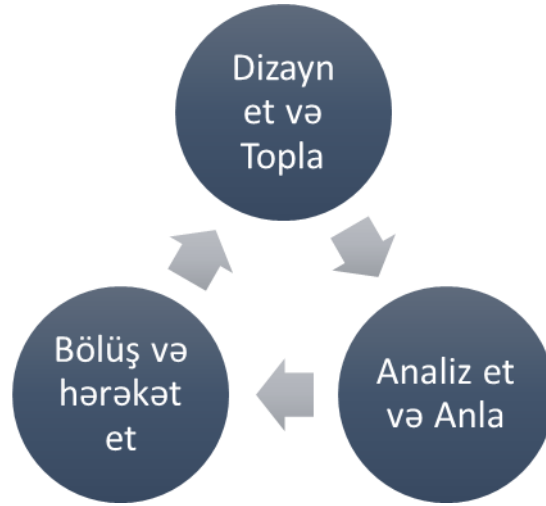 Dizayn
et və
Topla
Analiz et
və Anla
Bölüş və
hərəkət
et